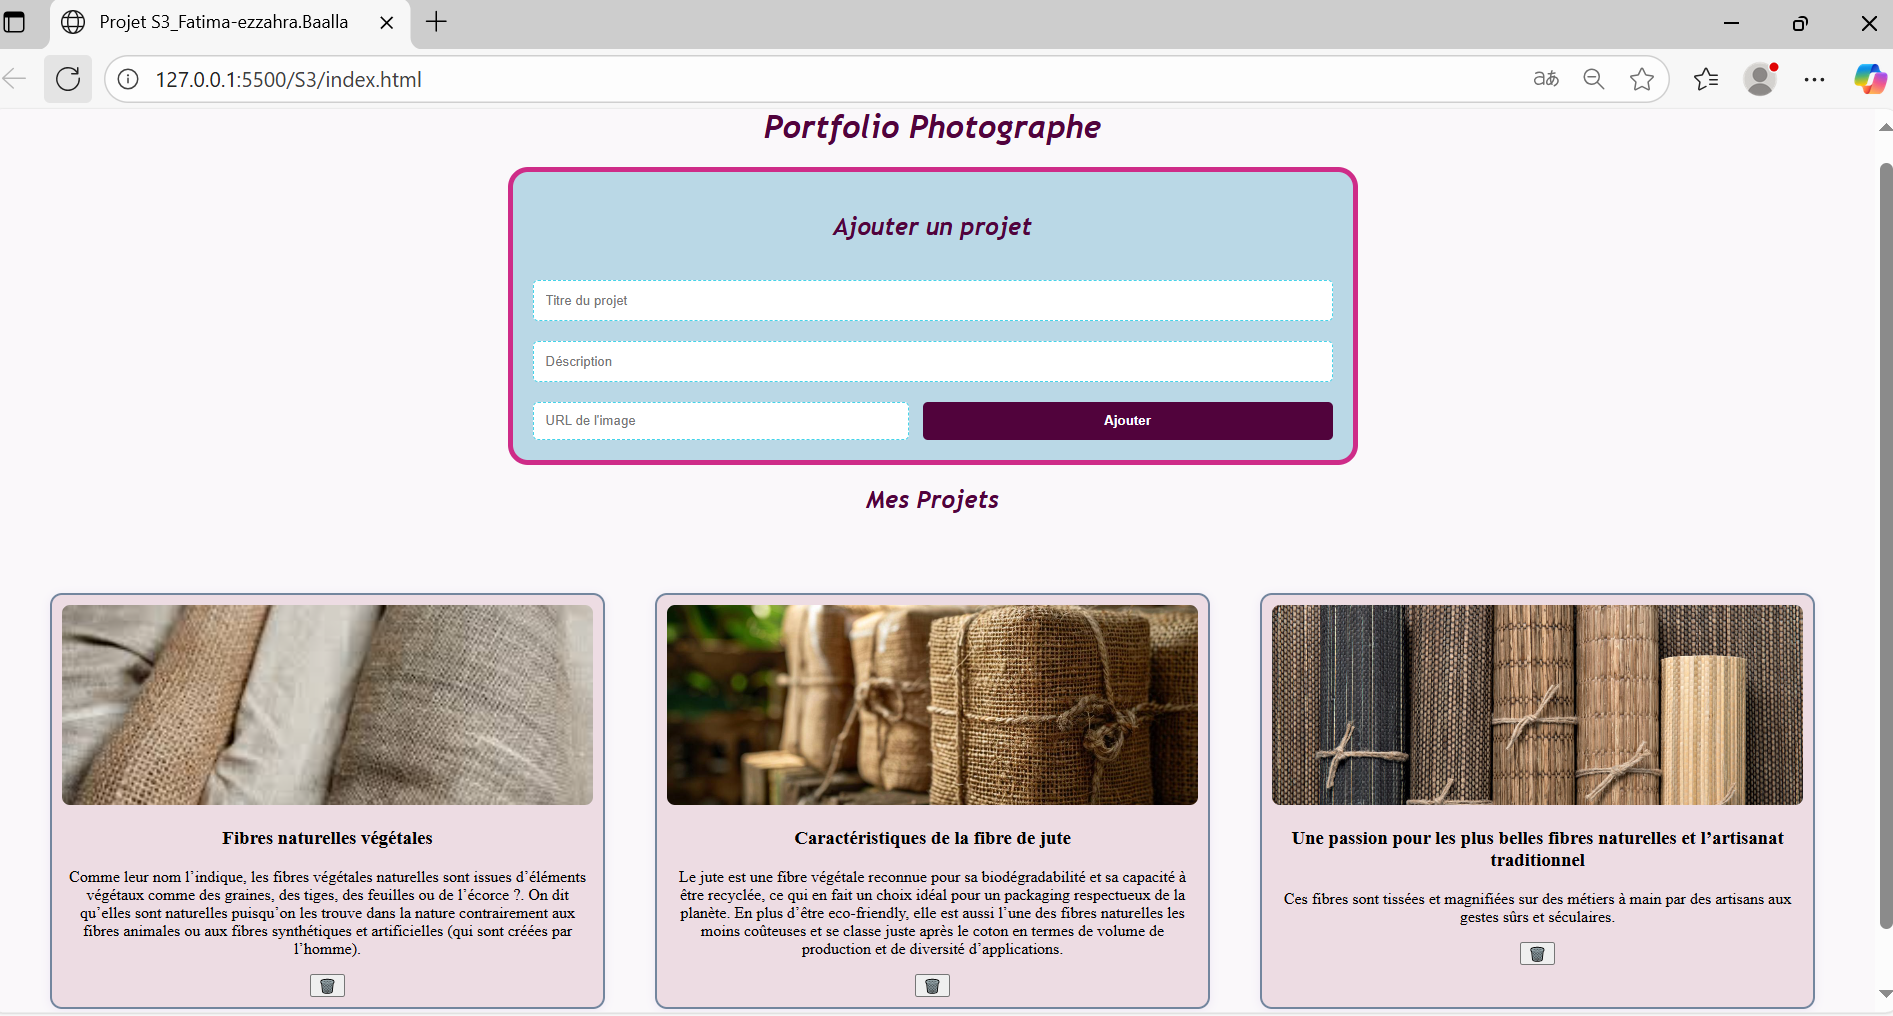 Projet S3_Fatima-ezzahra.Baalla
127.0.0.1:5500/S3/index.html
Portfolio Photographe
Ajouter un projet
Titre du projet
Déscription
URL de l'image
Ajouter
Mes Projets
Fibres naturelles végétales
Comme leur nom l’indique, les fibres végétales naturelles sont issues d’éléments
végétaux comme des graines, des tiges, des feuilles ou de l’écorce ?. On dit
qu’elles sont naturelles puisqu’on les trouve dans la nature contrairement aux
fibres animales ou aux fibres synthétiques et artificielles (qui sont créées par
l’homme).
Caractéristiques de la fibre de jute
Le jute est une fibre végétale reconnue pour sa biodégradabilité et sa capacité à
être recyclée, ce qui en fait un choix idéal pour un packaging respectueux de la
planète. En plus d’être eco-friendly, elle est aussi l’une des fibres naturelles les
moins coûteuses et se classe juste après le coton en termes de volume de
production et de diversité d’applications.
Une passion pour les plus belles fibres naturelles et l’artisanat
traditionnel
Ces fibres sont tissées et magnifiées sur des métiers à main par des artisans aux
gestes sûrs et séculaires.